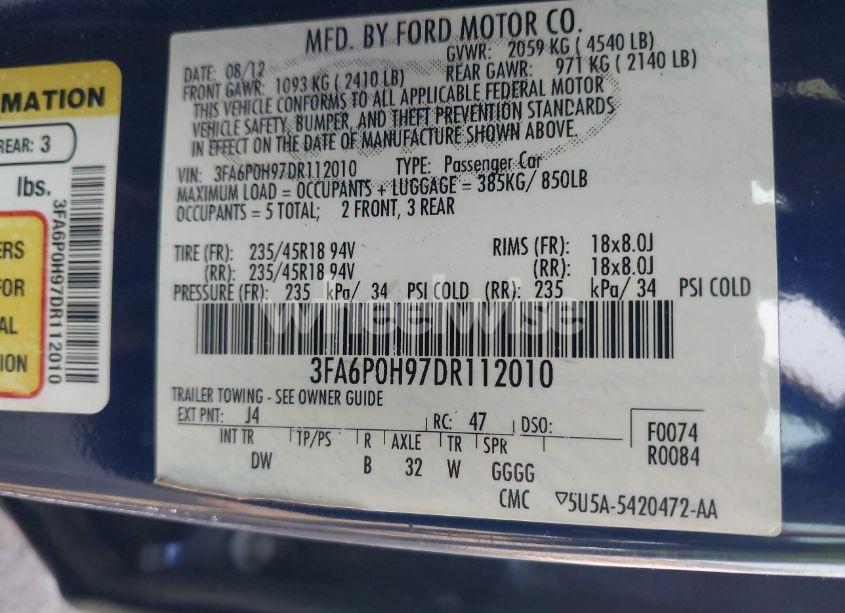 MFD. BY FORD MOTOR CO.
DATE: 08/12 GVWR: 2059 KG ( 4540 LB)
FRONT GAWR: 1093 KG ( 2410 LB) REAR GAWR: 971 KG ( 2140 LB)
THIS VEHICLE CONFORMS TO ALL APPLICABLE FEDERAL MOTOR
VEHICLE SAFETY, BUMPER, AND THEFT PREVENTION STANDARDS
IN EFFECT ON THE DATE OF MANUFACTURE SHOWN ABOVE.
VIN: 3FA6P0H97DR112010 TYPE: Passenger Car
MAXIMUM LOAD = OCCUPANTS + LUGGAGE = 385KG/ 850LB
OCCUPANTS = 5 TOTAL; 2 FRONT, 3 REAR
TIRE (FR): 235/45R18 94V RIMS (FR): 18x8.0J
(RR): 235/45R18 94V (RR): 18x8.0J
PRESSURE (FR): 235 kPa/ 34 PSI COLD (RR): 235 kPa/ 34 PSI COLD
wheelwise
3FA6P0H97DR112010
TRAILER TOWING - SEE OWNER GUIDE
EXT PNT: J4 RC: 47 DSO:
F0074
R0084
INT TR TP/PS R AXLE TR SPR
DW B 32 W GGGG
CMC ▽5U5A-5420472-AA
RMATION
REAR: 3
lbs.
3FA6P0H97DR112010
ERS
FOR
AL
ION